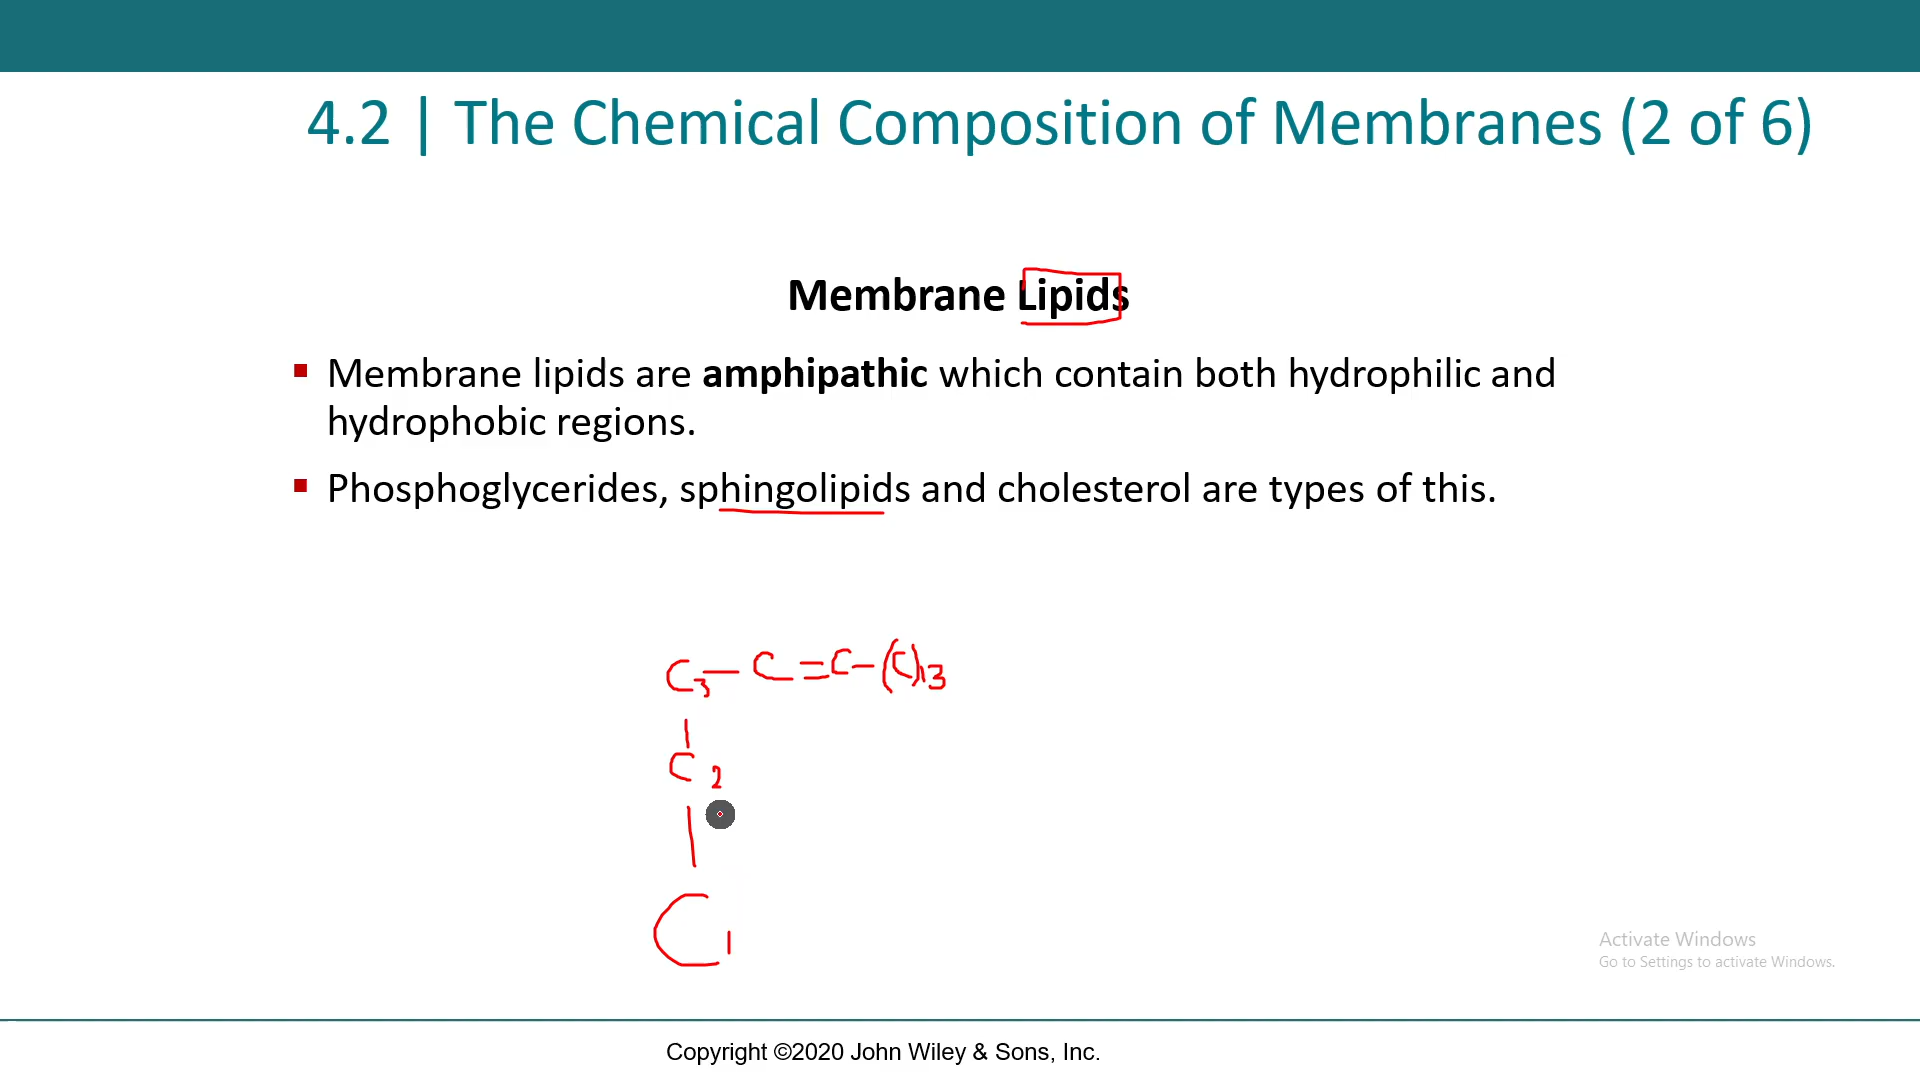 4.2 | The Chemical Composition of Membranes (2 of 6)
Membrane Lipids
▪ Membrane lipids are amphipathic which contain both hydrophilic and
hydrophobic regions.
▪ Phosphoglycerides, sphingolipids and cholesterol are types of this.
C3 — C = C — (C)13
C2
C1
Activate Windows
Go to Settings to activate Windows.
Copyright ©2020 John Wiley & Sons, Inc.